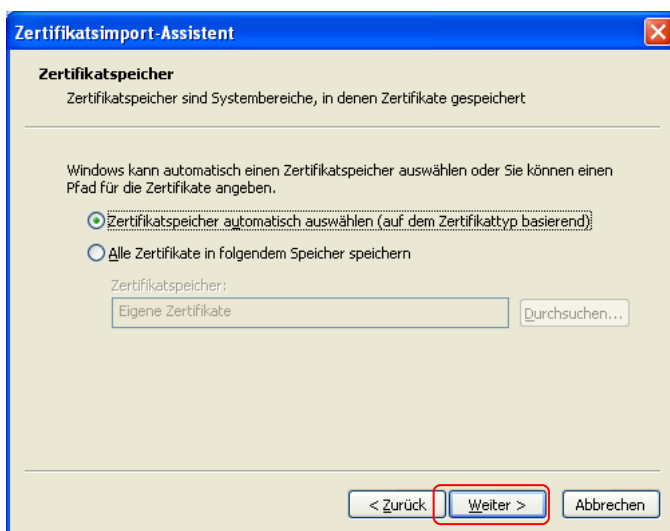 Zertifikatsimport-Assistent
Zertifikatspeicher
Zertifikatspeicher sind Systembereiche, in denen Zertifikate gespeichert
Windows kann automatisch einen Zertifikatspeicher auswählen oder Sie können einen
Pfad für die Zertifikate angeben.
Zertifikatspeicher automatisch auswählen (auf dem Zertifikattyp basierend)
Alle Zertifikate in folgendem Speicher speichern
Zertifikatspeicher:
Eigene Zertifikate
Durchsuchen...
< Zurück
Weiter >
Abbrechen